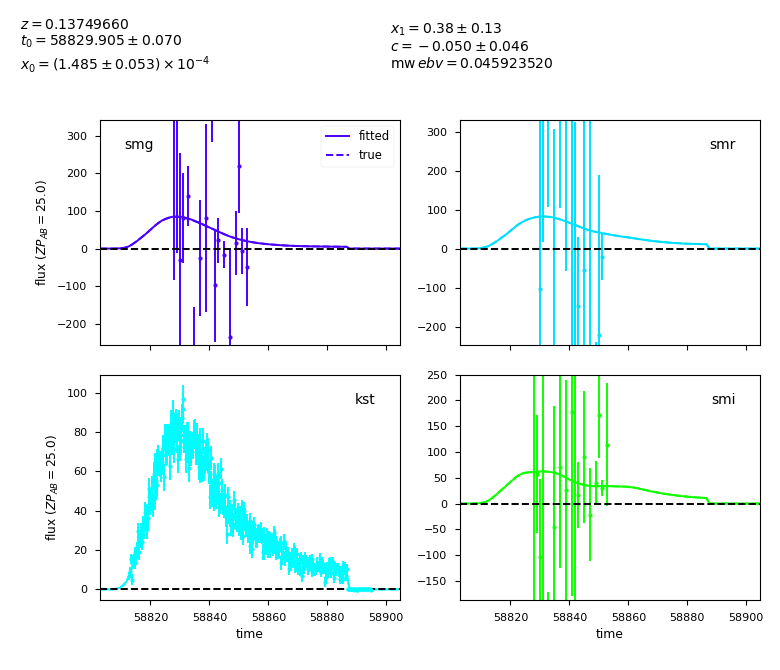 z = 0.13749660
t₀ = 58829.905 ± 0.070
x₀ = (1.485 ± 0.053) × 10⁻⁴
x₁ = 0.38 ± 0.13
c = −0.050 ± 0.046
mw ebv = 0.045923520
smg
fitted
true
300
200
100
0
−100
−200
flux (ZP_AB = 25.0)
smr
300
200
100
0
−100
−200
kst
100
80
60
40
20
0
flux (ZP_AB = 25.0)
58820 58840 58860 58880 58900
time
smi
250
200
150
100
50
0
−50
−100
−150
58820 58840 58860 58880 58900
time